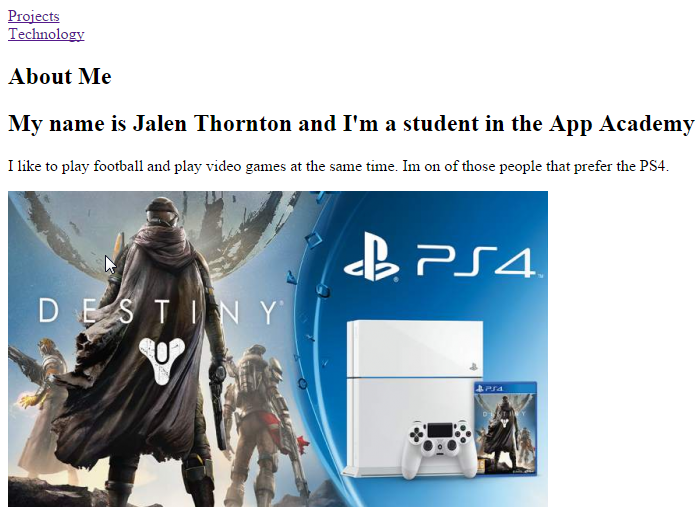 Projects
Technology
About Me
My name is Jalen Thornton and I'm a student in the App Academy
I like to play football and play video games at the same time. Im on of those people that prefer the PS4.
PS4
DESTINY
PS4
DESTINY